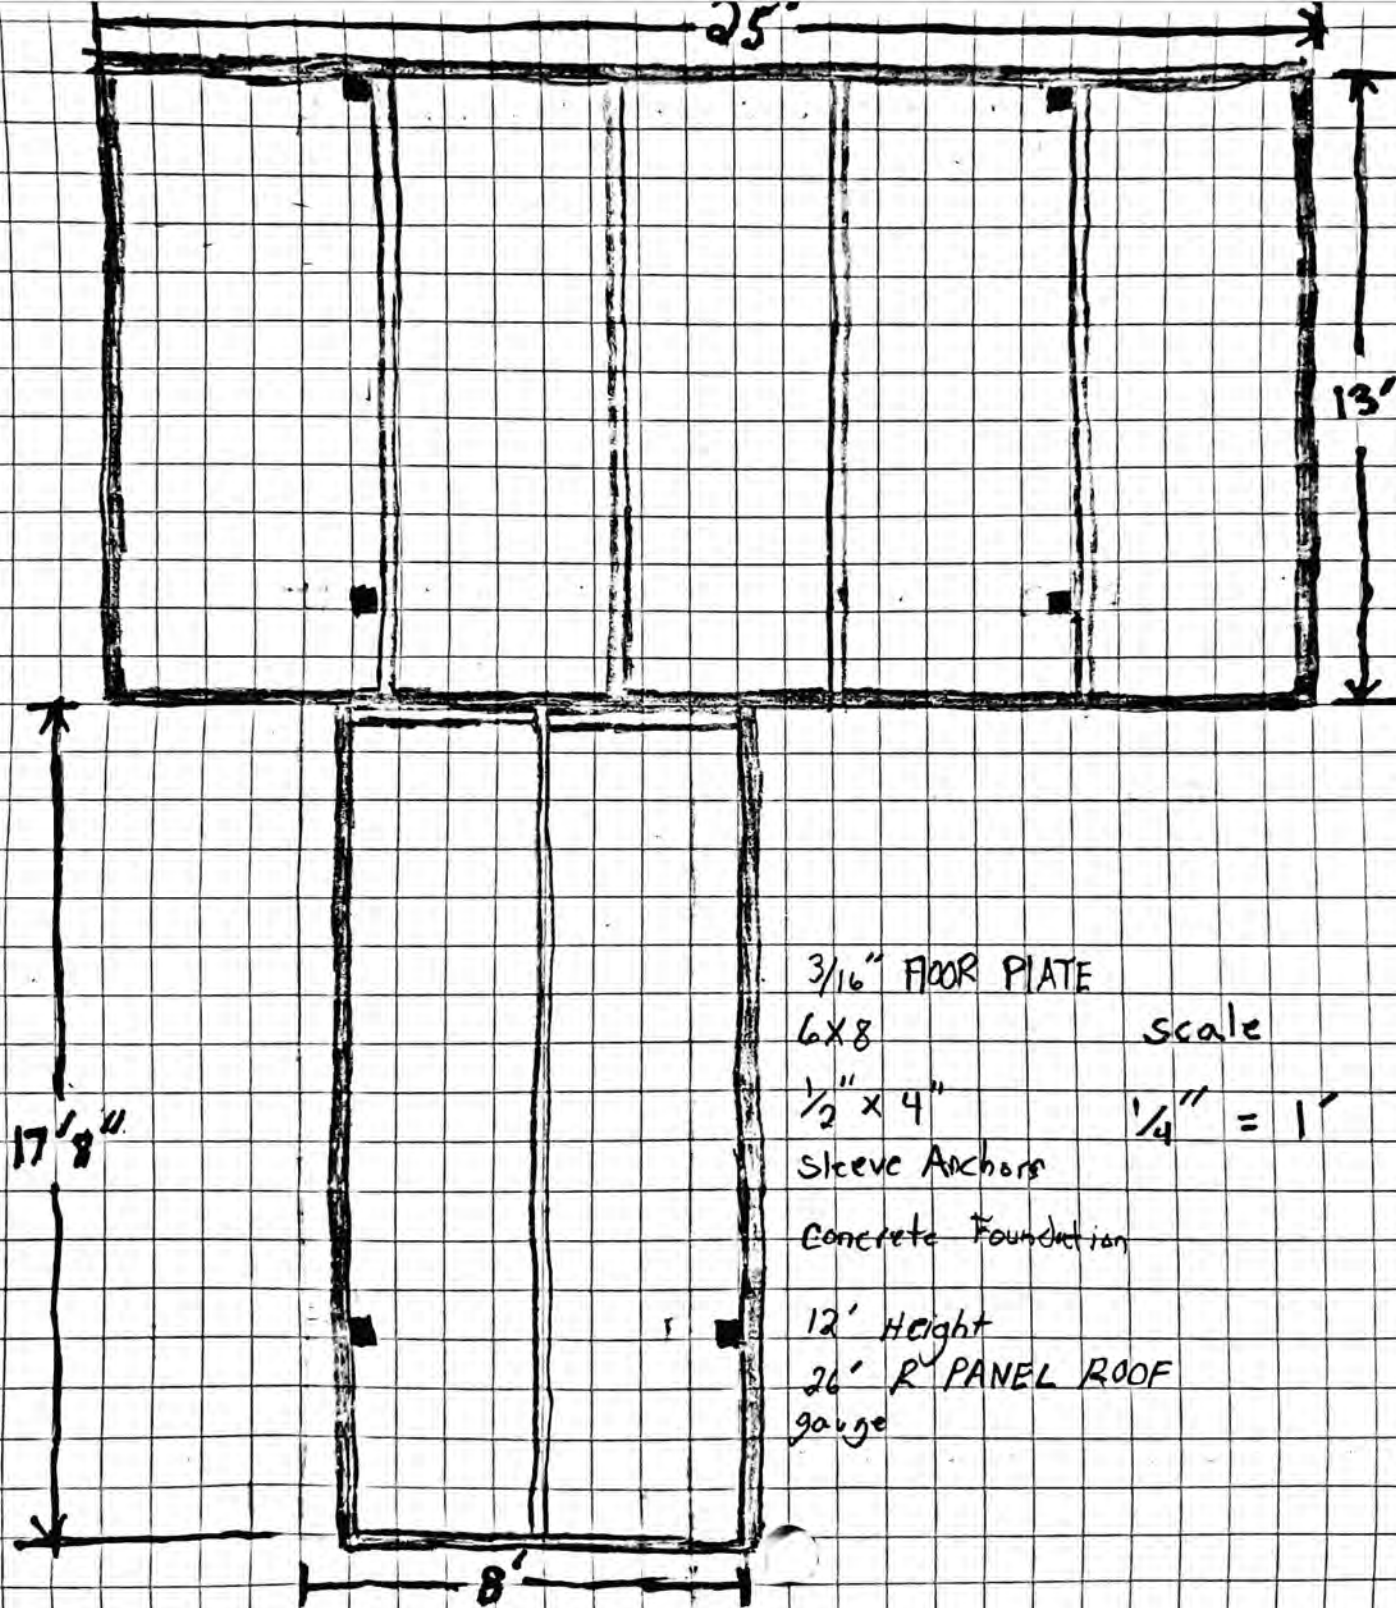 25'
13'
17'8"
3/16" FLOOR PLATE
6X8
scale
1/2" x 4"
1/4" = 1'
Sleeve Anchors
Concrete Foundation
12' Height
26' R PANEL ROOF
gauge
8'